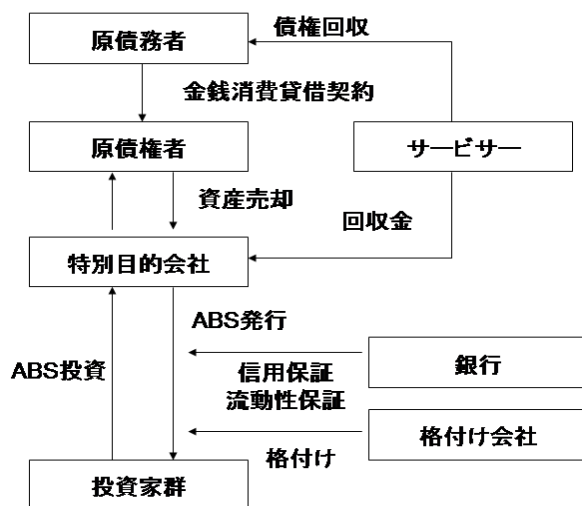 原債務者
債権回収
金銭消費貸借契約
原債権者
サービサー
資産売却
回収金
特別目的会社
ABS発行
ABS投資
信用保証
流動性保証
銀行
格付け会社
格付け
投資家群